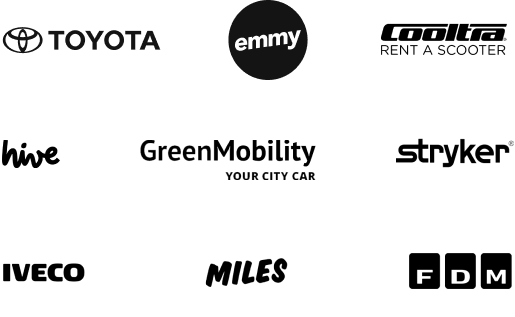 TOYOTA
emmy
Cooltra
RENT A SCOOTER
hive
GreenMobility
YOUR CITY CAR
stryker®
IVECO
MILES
FDM